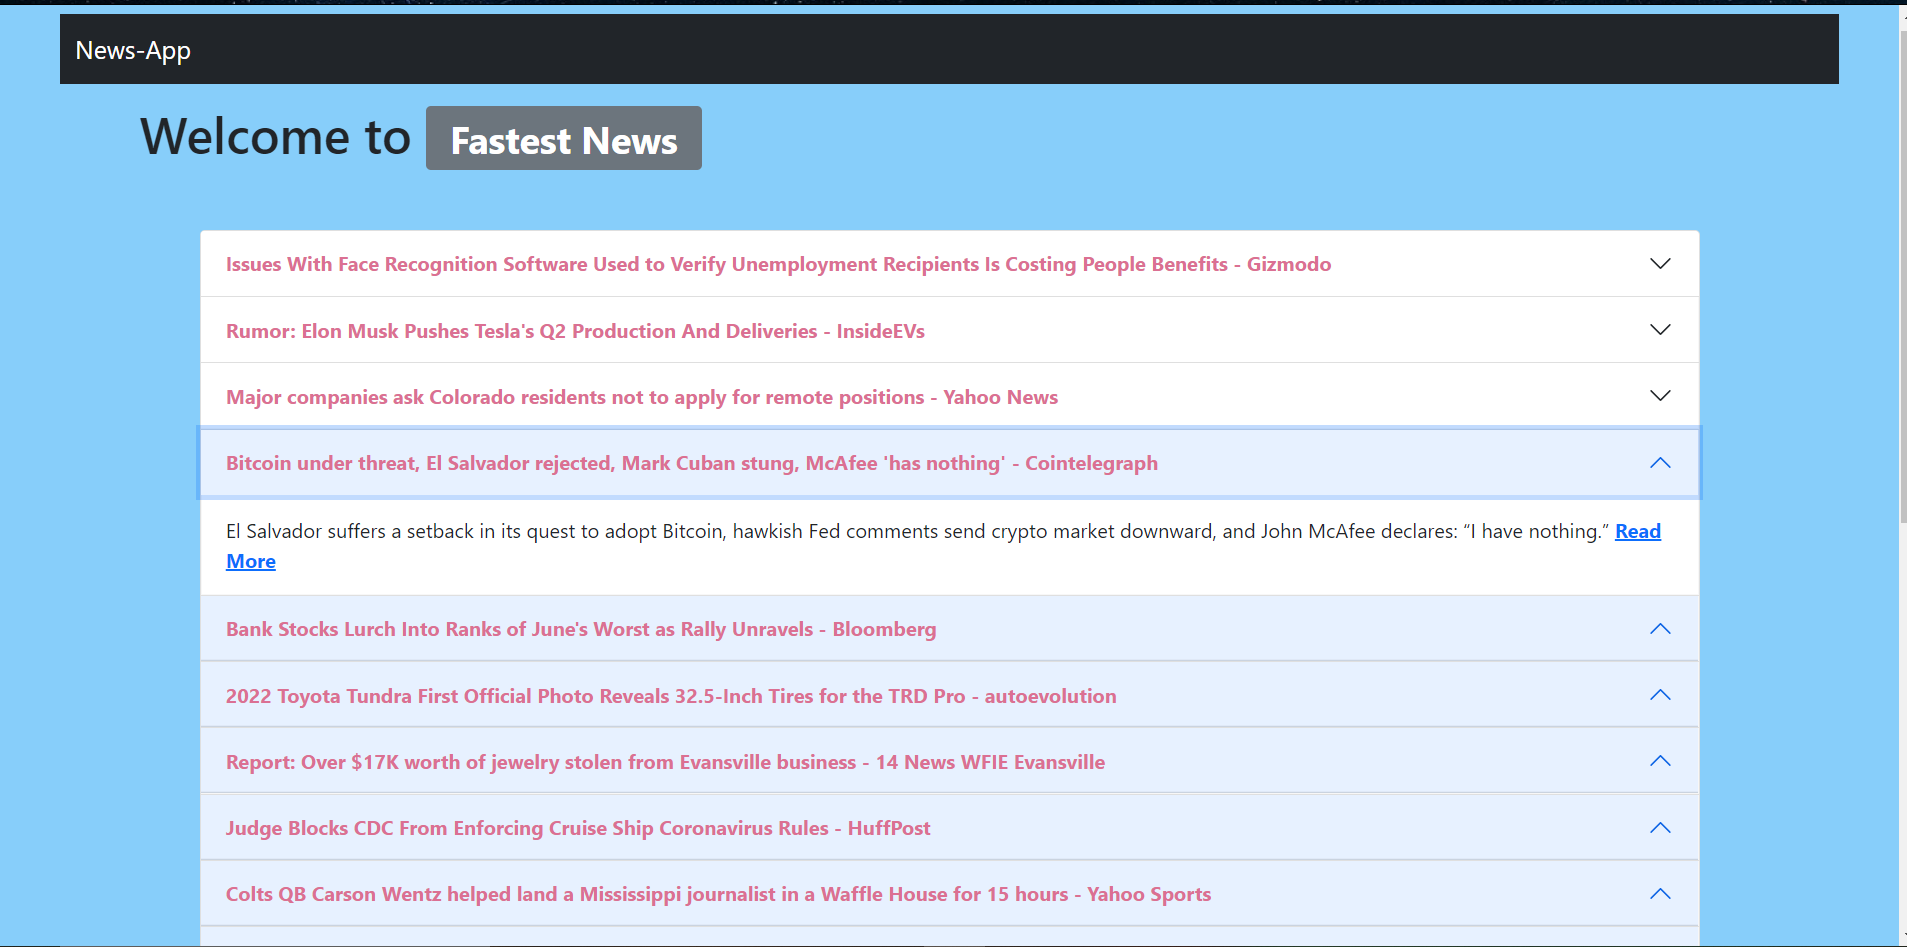 News-App
Welcome to Fastest News
Issues With Face Recognition Software Used to Verify Unemployment Recipients Is Costing People Benefits - Gizmodo
Rumor: Elon Musk Pushes Tesla's Q2 Production And Deliveries - InsideEVs
Major companies ask Colorado residents not to apply for remote positions - Yahoo News
Bitcoin under threat, El Salvador rejected, Mark Cuban stung, McAfee 'has nothing' - Cointelegraph
El Salvador suffers a setback in its quest to adopt Bitcoin, hawkish Fed comments send crypto market downward, and John McAfee declares: “I have nothing.” Read
More
Bank Stocks Lurch Into Ranks of June's Worst as Rally Unravels - Bloomberg
2022 Toyota Tundra First Official Photo Reveals 32.5-Inch Tires for the TRD Pro - autoevolution
Report: Over $17K worth of jewelry stolen from Evansville business - 14 News WFIE Evansville
Judge Blocks CDC From Enforcing Cruise Ship Coronavirus Rules - HuffPost
Colts QB Carson Wentz helped land a Mississippi journalist in a Waffle House for 15 hours - Yahoo Sports